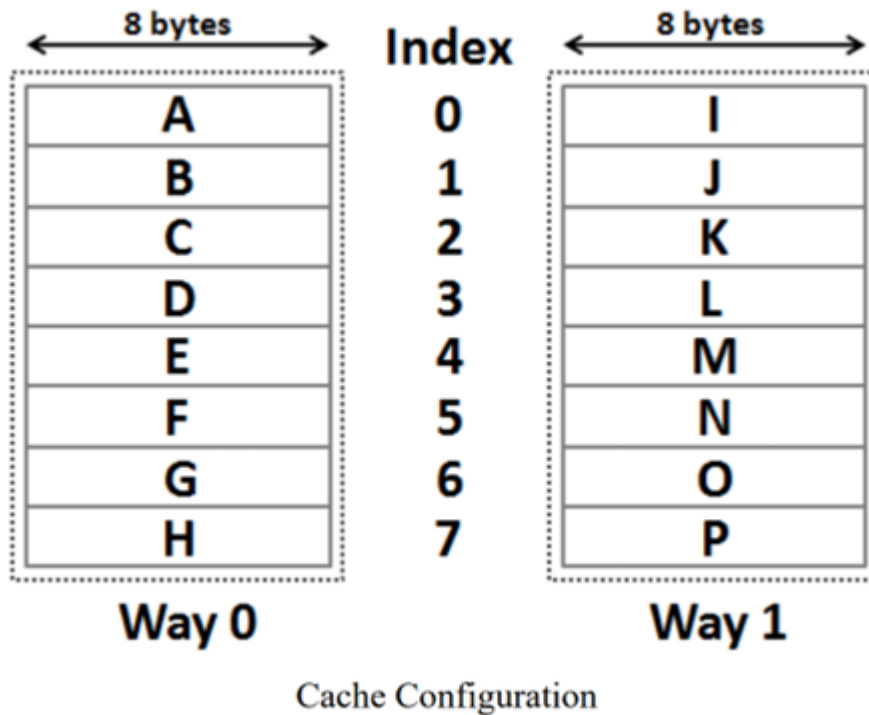 8 bytes Index 8 bytes
A 0 I
B 1 J
C 2 K
D 3 L
E 4 M
F 5 N
G 6 O
H 7 P
Way 0 Way 1
Cache Configuration